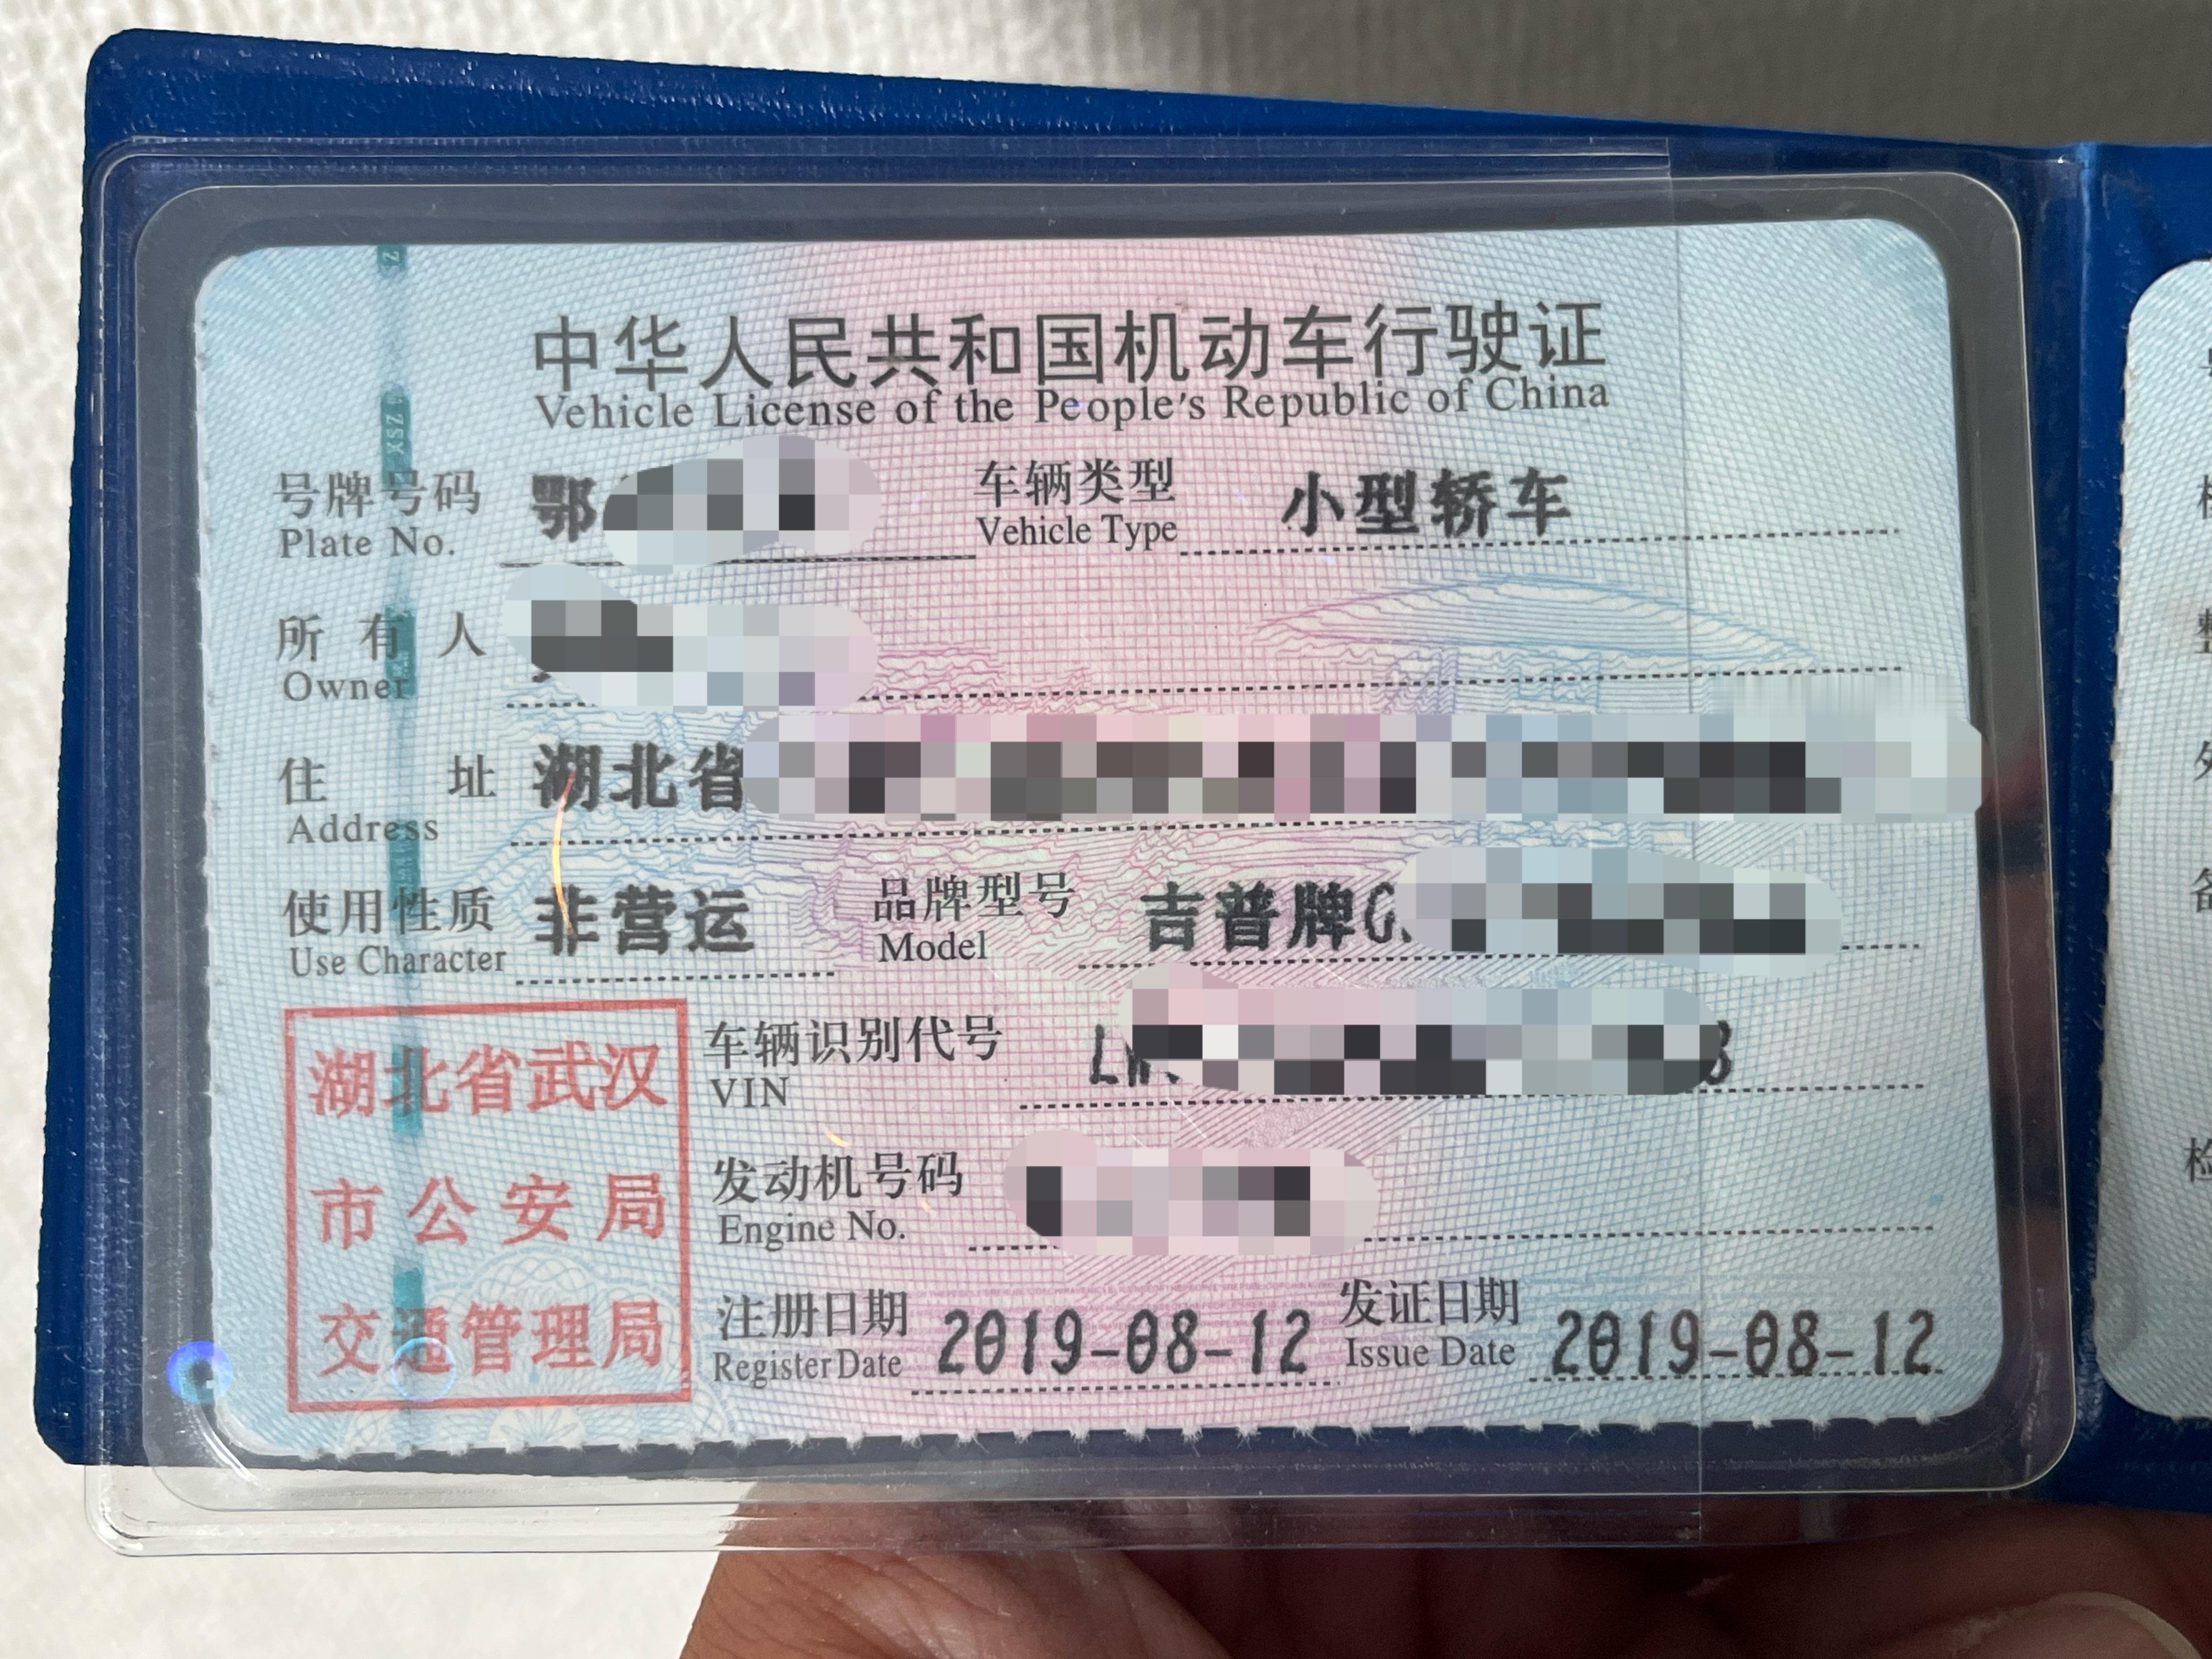 中华人民共和国机动车行驶证
Vehicle License of the People's Republic of China
号牌号码 鄂 车辆类型 小型轿车
Plate No. Vehicle Type
所有人
Owner
住址 湖北省
Address
使用性质 非营运 品牌型号 吉普牌G
Use Character Model
湖北省武汉
市公安局
交通管理局
车辆识别代号 L
VIN
发动机号码
Engine No.
注册日期 2019-08-12 发证日期 2019-08-12
Register Date Issue Date